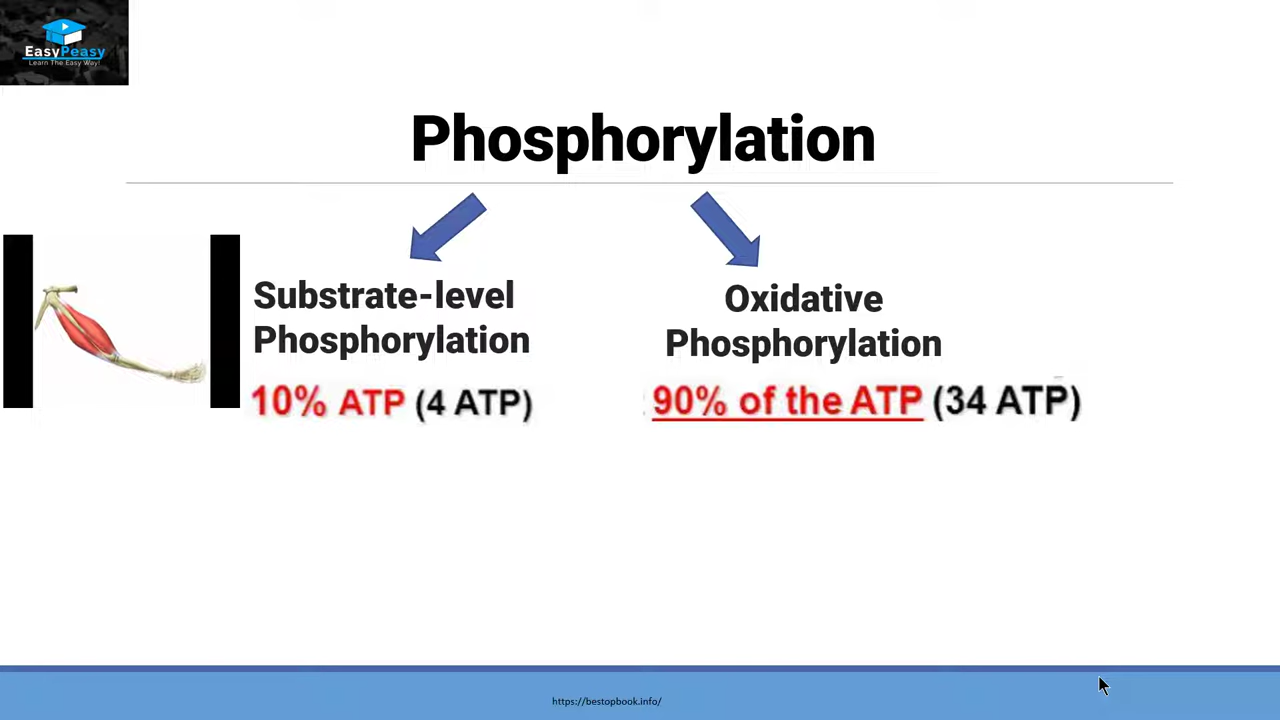 EasyPeasy
Learn The Easy Way!
Phosphorylation
Substrate-level
Phosphorylation
10% ATP (4 ATP)
Oxidative
Phosphorylation
90% of the ATP (34 ATP)
https://bestopbook.info/